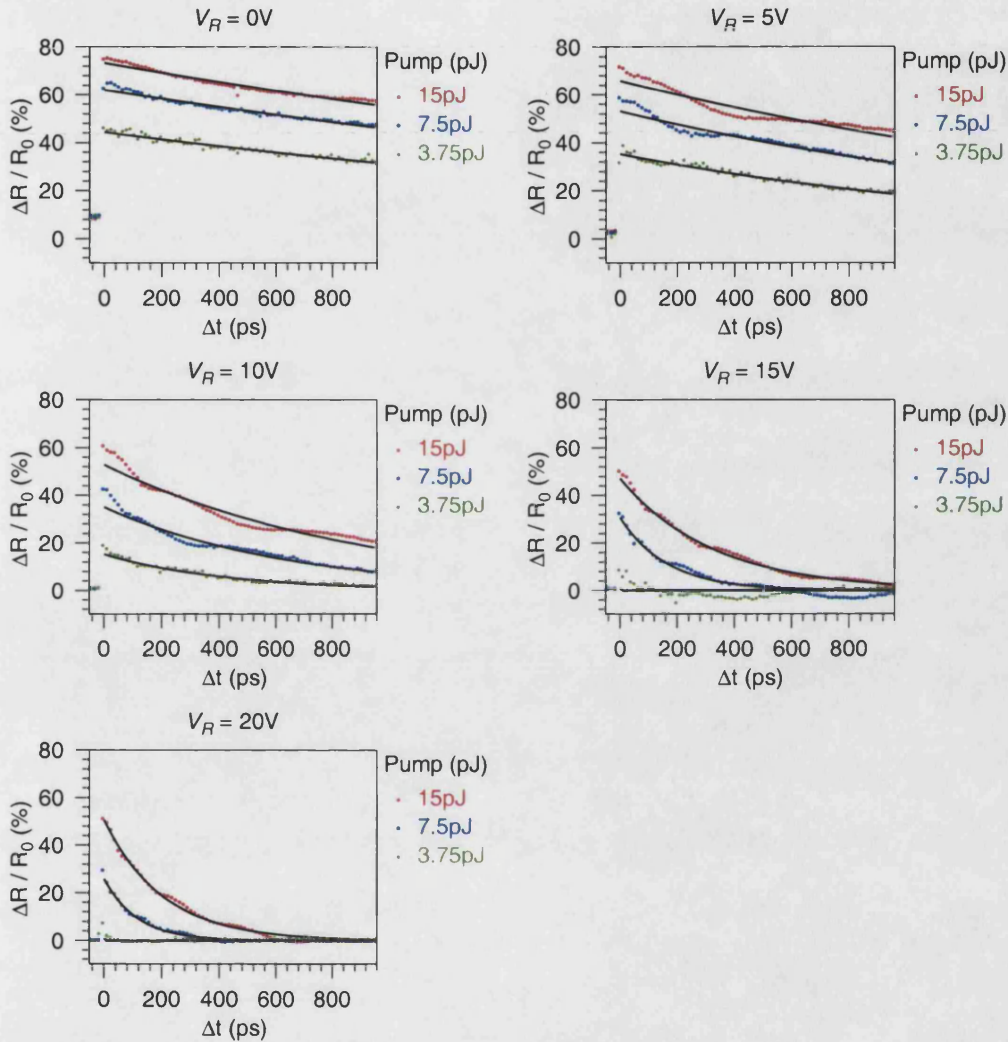 V_R = 0V
ΔR / R₀ (%)
80
60
40
20
0
0 200 400 600 800
Δt (ps)
Pump (pJ)
15pJ
7.5pJ
3.75pJ
V_R = 5V
ΔR / R₀ (%)
80
60
40
20
0
0 200 400 600 800
Δt (ps)
Pump (pJ)
15pJ
7.5pJ
3.75pJ
V_R = 10V
ΔR / R₀ (%)
80
60
40
20
0
0 200 400 600 800
Δt (ps)
Pump (pJ)
15pJ
7.5pJ
3.75pJ
V_R = 15V
ΔR / R₀ (%)
80
60
40
20
0
0 200 400 600 800
Δt (ps)
Pump (pJ)
15pJ
7.5pJ
3.75pJ
V_R = 20V
ΔR / R₀ (%)
80
60
40
20
0
0 200 400 600 800
Δt (ps)
Pump (pJ)
15pJ
7.5pJ
3.75pJ